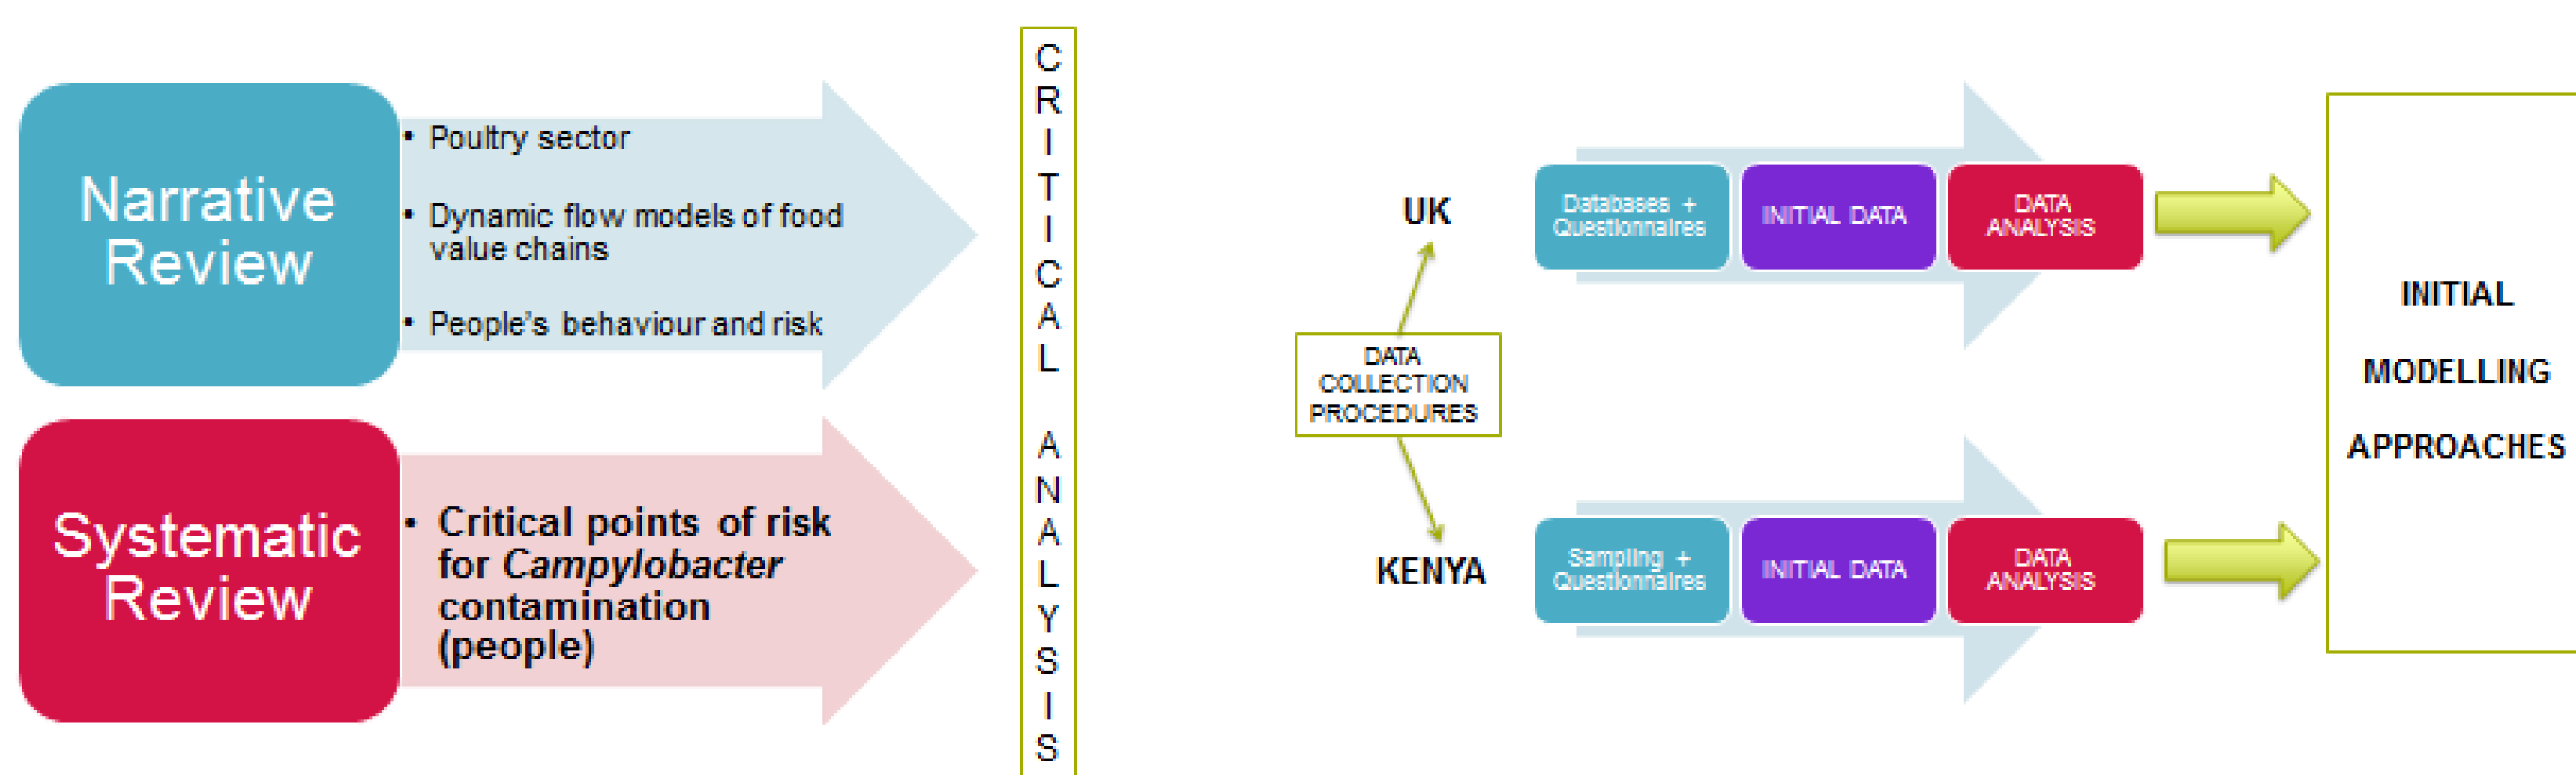 Narrative
Review
• Poultry sector
• Dynamic flow models of food
value chains
• People's behaviour and risk
Systematic
Review
• Critical points of risk
for Campylobacter
contamination
(people)
CRITICAL ANALYSIS
DATA
COLLECTION
PROCEDURES
UK
Databases +
Questionnaires
INITIAL DATA
DATA
ANALYSIS
KENYA
Sampling +
Questionnaires
INITIAL DATA
DATA
ANALYSIS
INITIAL
MODELLING
APPROACHES